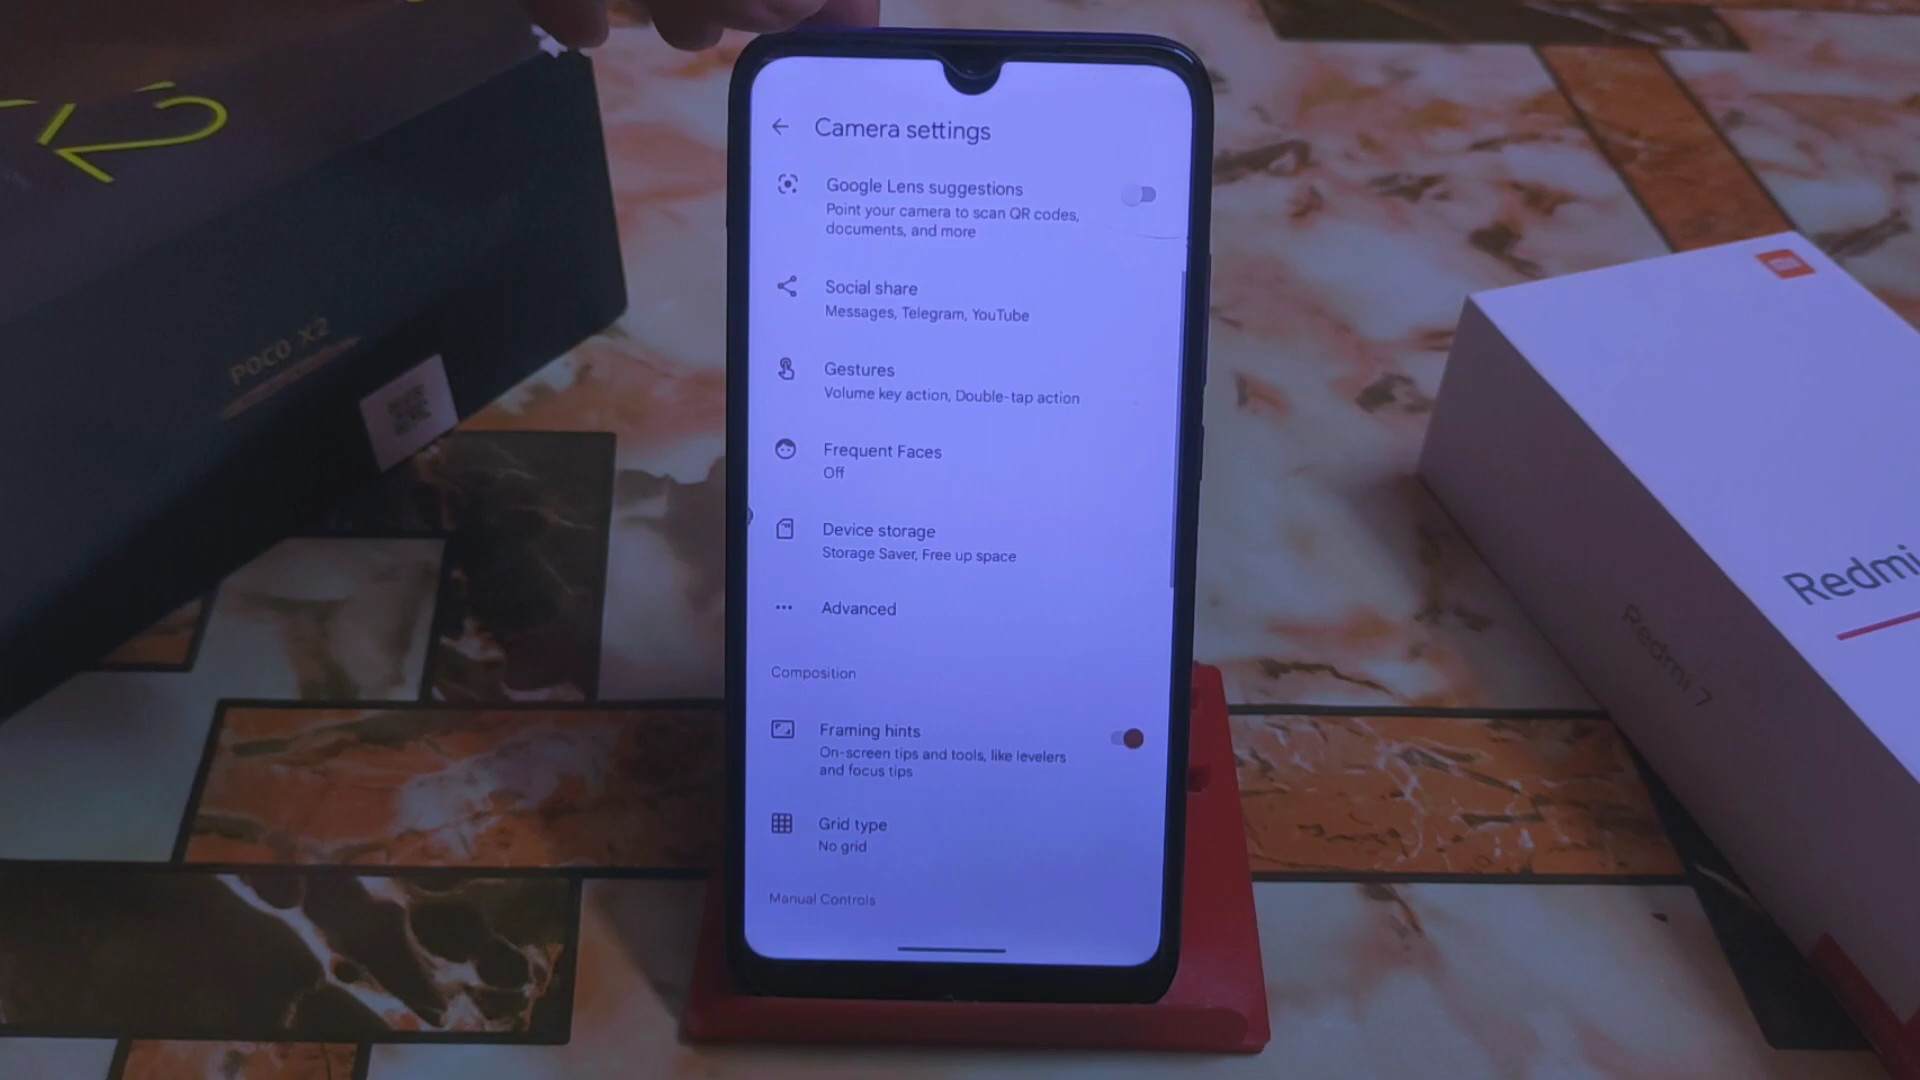 Camera settings
Google Lens suggestions
Point your camera to scan QR codes,
documents, and more
Social share
Messages, Telegram, YouTube
Gestures
Volume key action, Double-tap action
Frequent Faces
Off
Device storage
Storage Saver, Free up space
Advanced
Composition
Framing hints
On-screen tips and tools, like levelers
and focus tips
Grid type
No grid
Manual Controls
POCO X2
Redmi
Redmi 7